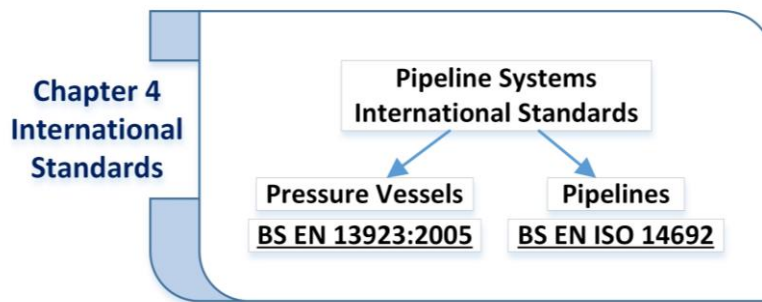 Chapter 4
International
Standards
Pipeline Systems
International Standards
Pressure Vessels
BS EN 13923:2005
Pipelines
BS EN ISO 14692